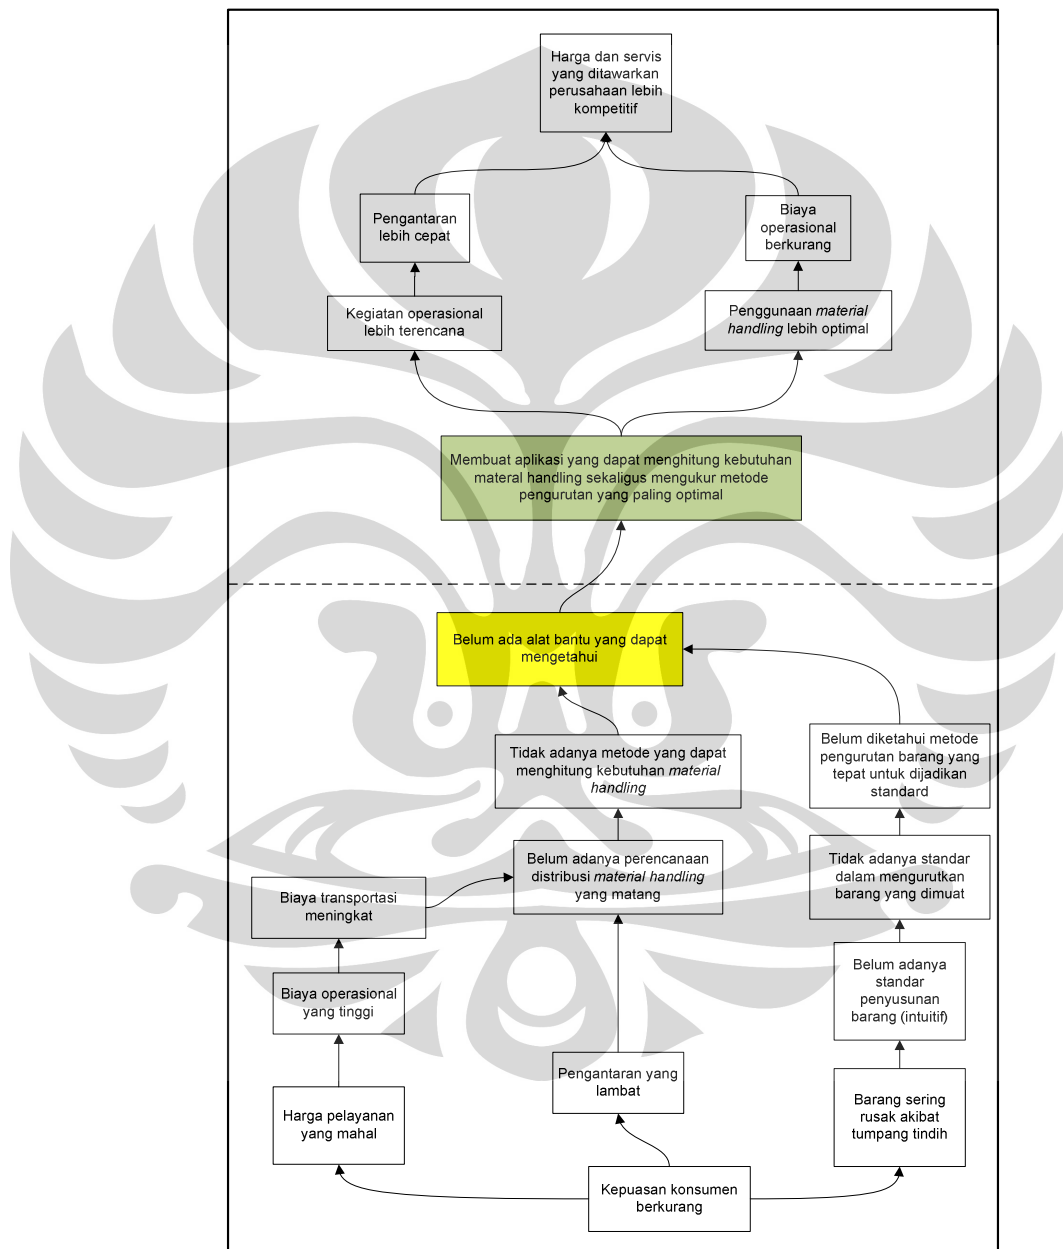 Harga dan servis
yang ditawarkan
perusahaan lebih
kompetitif
Pengantaran
lebih cepat
Biaya
operasional
berkurang
Kegiatan operasional
lebih terencana
Penggunaan material
handling lebih optimal
Membuat aplikasi yang dapat menghitung kebutuhan
materal handling sekaligus mengukur metode
pengurutan yang paling optimal
Belum ada alat bantu yang dapat
mengetahui
Tidak adanya metode yang dapat
menghitung kebutuhan material
handling
Belum diketahui metode
pengurutan barang yang
tepat untuk dijadikan
standard
Belum adanya perencanaan
distribusi material handling
yang matang
Tidak adanya standar
dalam mengurutkan
barang yang dimuat
Biaya transportasi
meningkat
Belum adanya
standar
penyusunan
barang (intuitif)
Biaya operasional
yang tinggi
Pengantaran yang
lambat
Harga pelayanan
yang mahal
Barang sering
rusak akibat
tumpang tindih
Kepuasan konsumen
berkurang